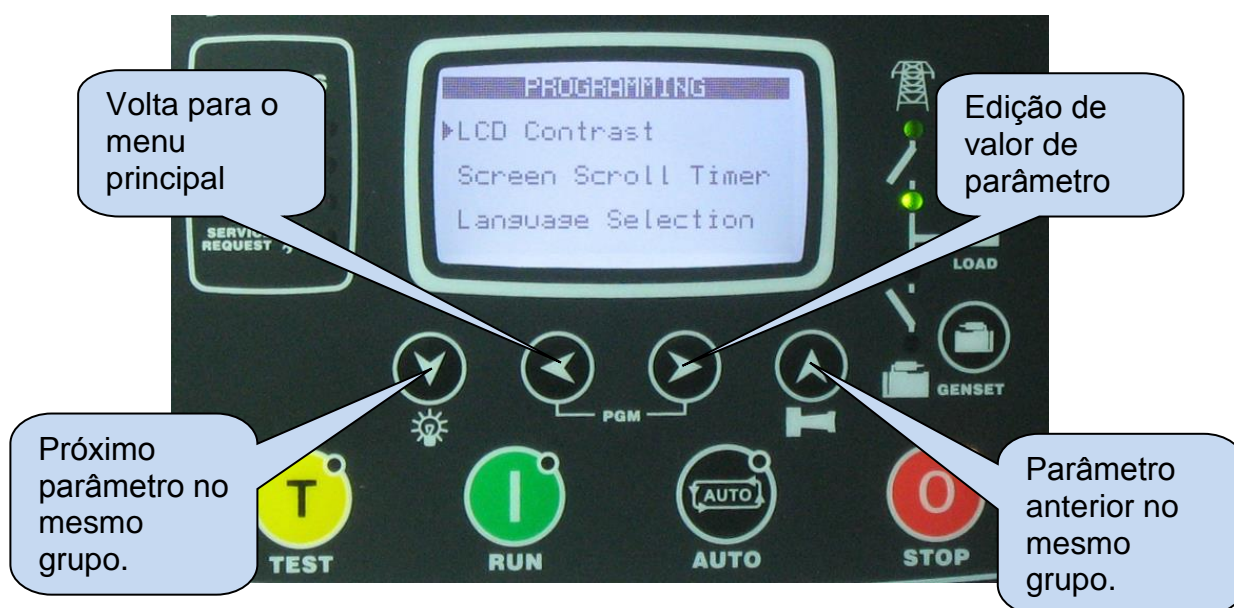 Volta para o
menu
principal
PROGRAMMING
LCD Contrast
Screen Scroll Timer
Language Selection
Edição de
valor de
parâmetro
REQUEST
LOAD
PGM
GENSET
Próximo
parâmetro no
mesmo
grupo.
Parâmetro
anterior no
mesmo
grupo.
T
AUTO
O
TEST
RUN
AUTO
STOP